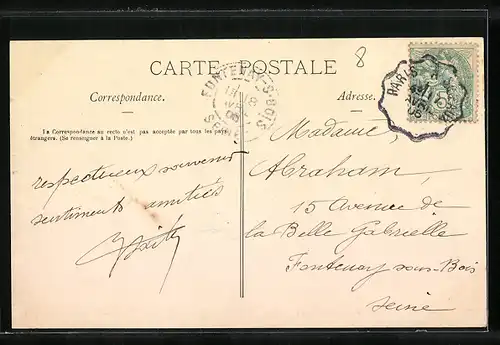 8
CARTE POSTALE
FONTENAY-S-BOIS
PARIS
Correspondance.
Adresse.
La Correspondance au recto n'est pas acceptée par tous les pays
étrangers. (Se renseigner à la Poste.)
Madame,
Abraham,
15 Avenue de
la Belle Gabrielle
Fontenay sous-Bois
Seine
respectueux souvenir
sentiments amitiés